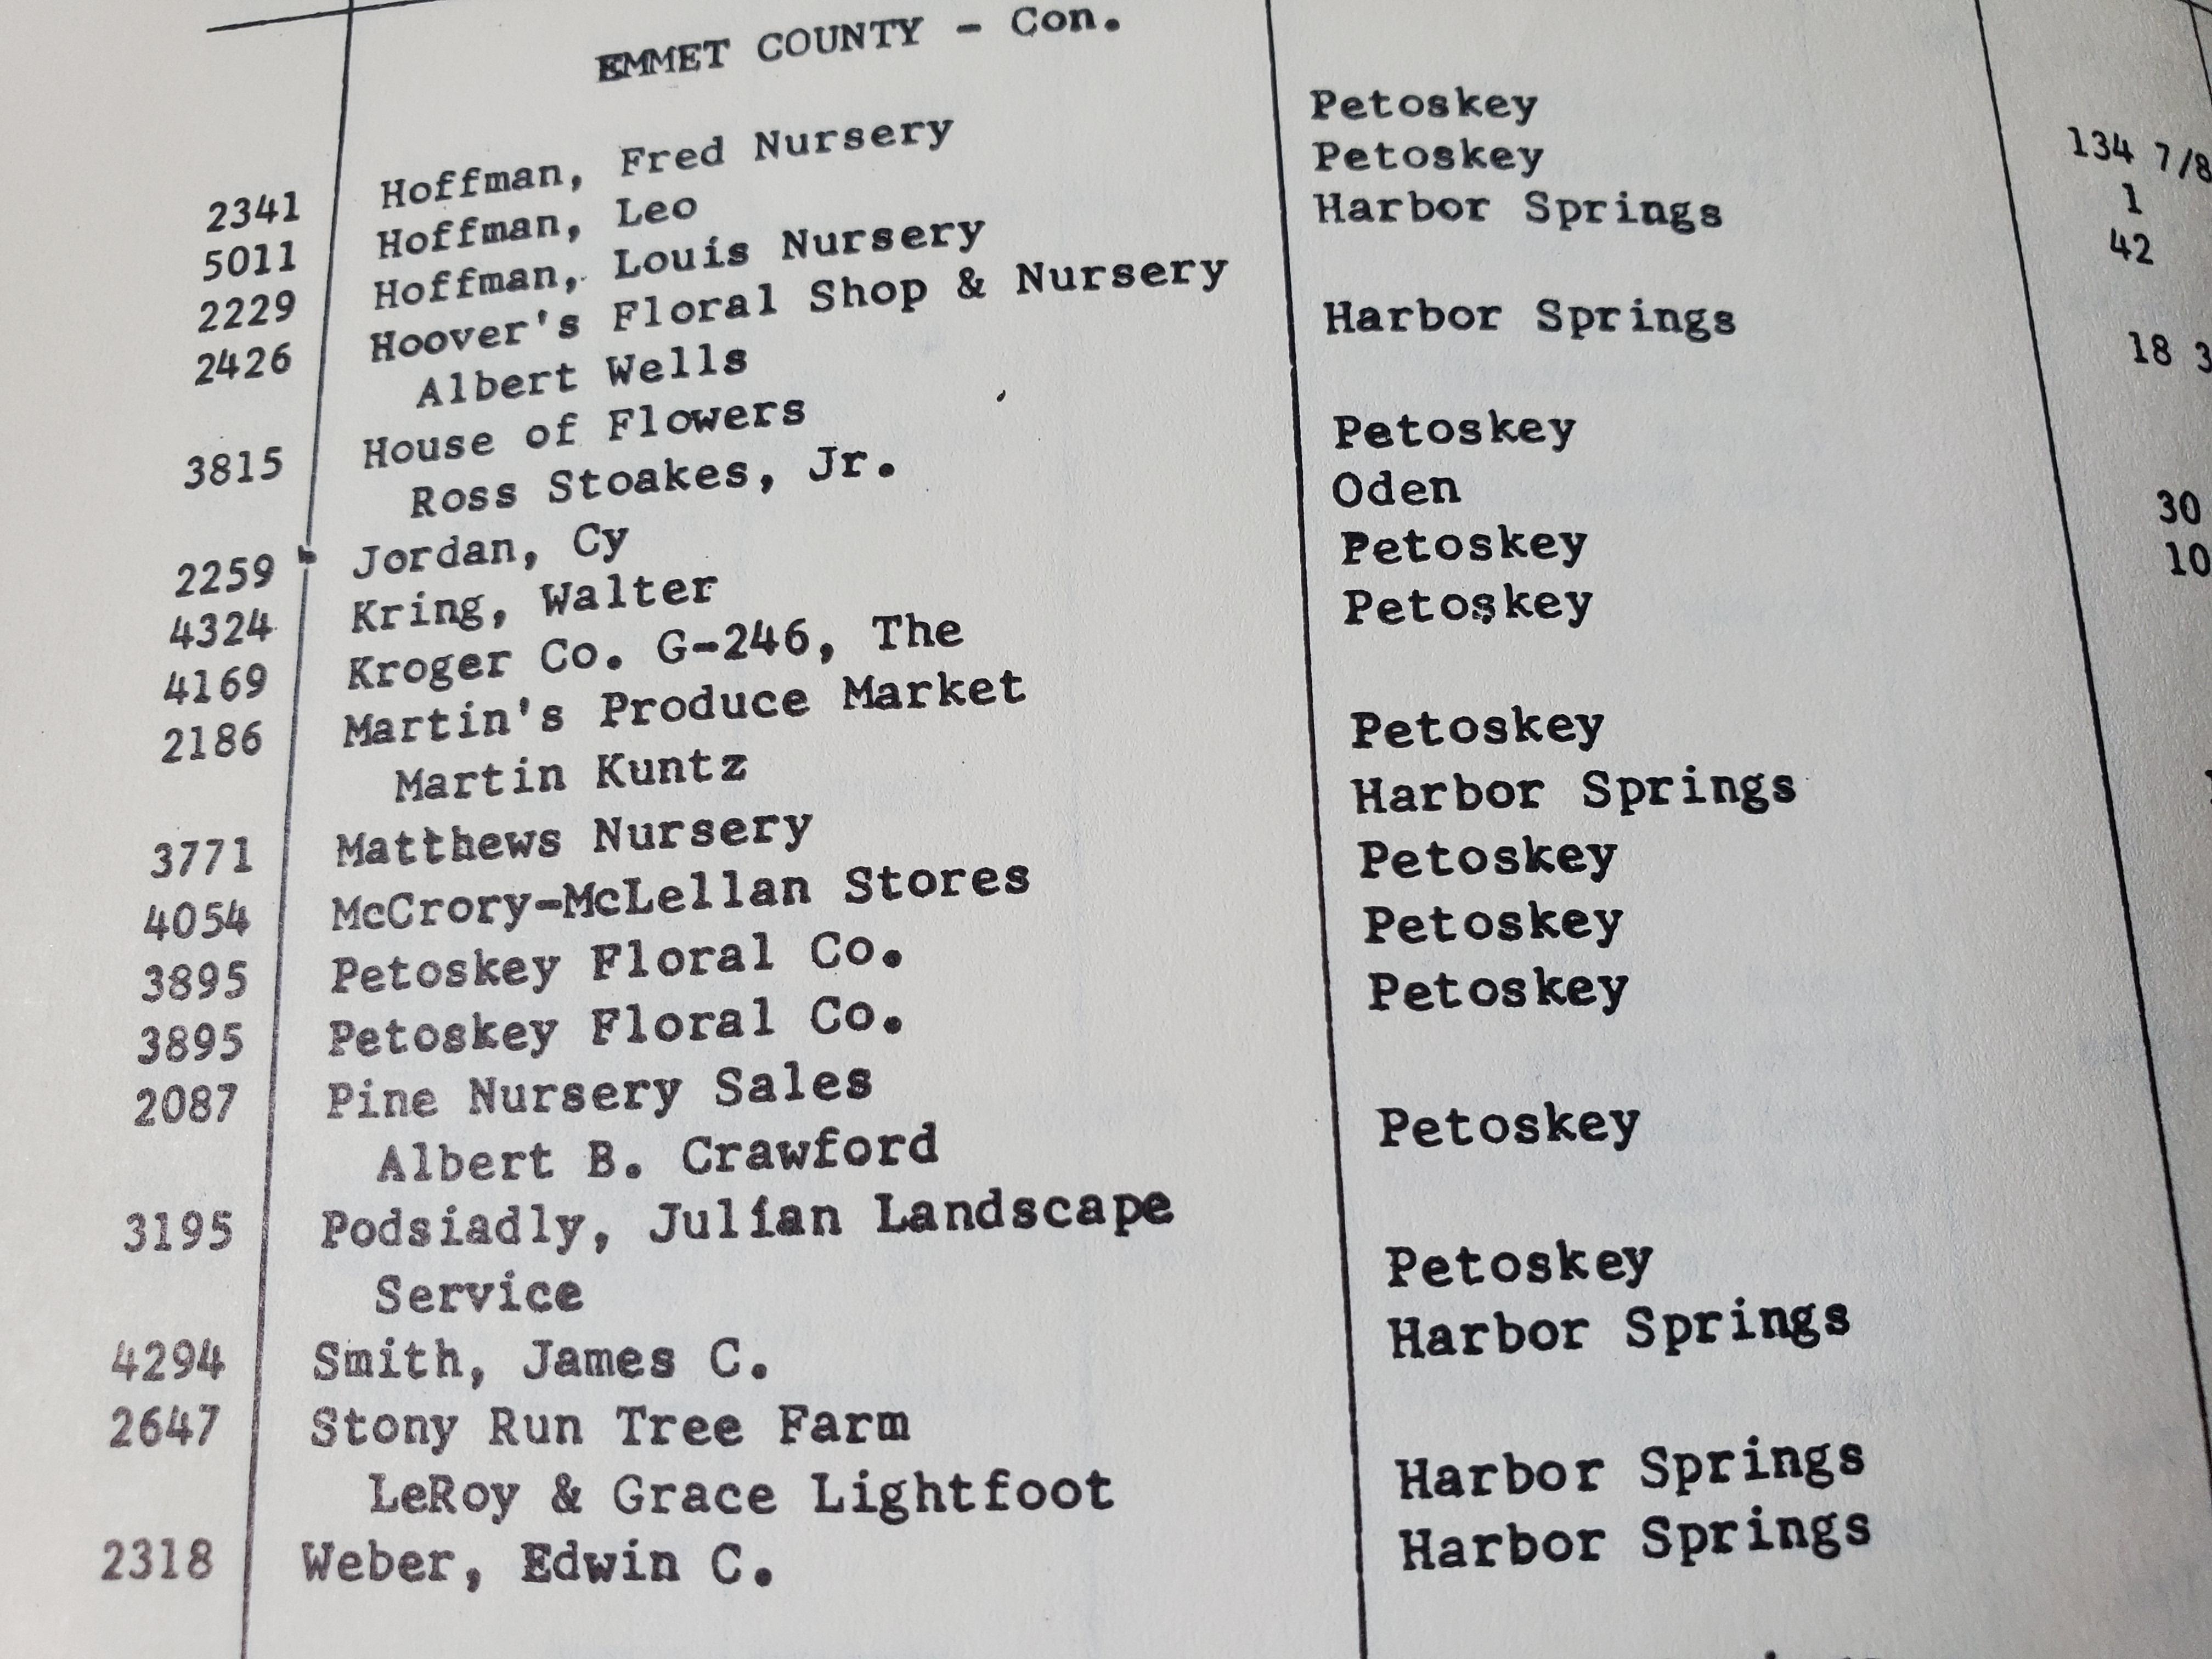 EMMET COUNTY - Con.
2341 Hoffman, Fred Nursery Petoskey 134 7/8
5011 Hoffman, Leo Petoskey 1
2229 Hoffman, Louis Nursery Harbor Springs 42
2426 Hoover's Floral Shop & Nursery
Albert Wells Harbor Springs 18 3
3815 House of Flowers
Ross Stoakes, Jr. Petoskey
2259 Jordan, Cy Oden 30
4324 Kring, Walter Petoskey 10
4169 Kroger Co. G-246, The Petoskey
2186 Martin's Produce Market
Martin Kuntz Petoskey
3771 Matthews Nursery Harbor Springs
4054 McCrory-McLellan Stores Petoskey
3895 Petoskey Floral Co. Petoskey
3895 Petoskey Floral Co. Petoskey
2087 Pine Nursery Sales
Albert B. Crawford Petoskey
3195 Podsiadly, Julian Landscape
Service Petoskey
4294 Smith, James C. Harbor Springs
2647 Stony Run Tree Farm
LeRoy & Grace Lightfoot Harbor Springs
2318 Weber, Edwin C. Harbor Springs